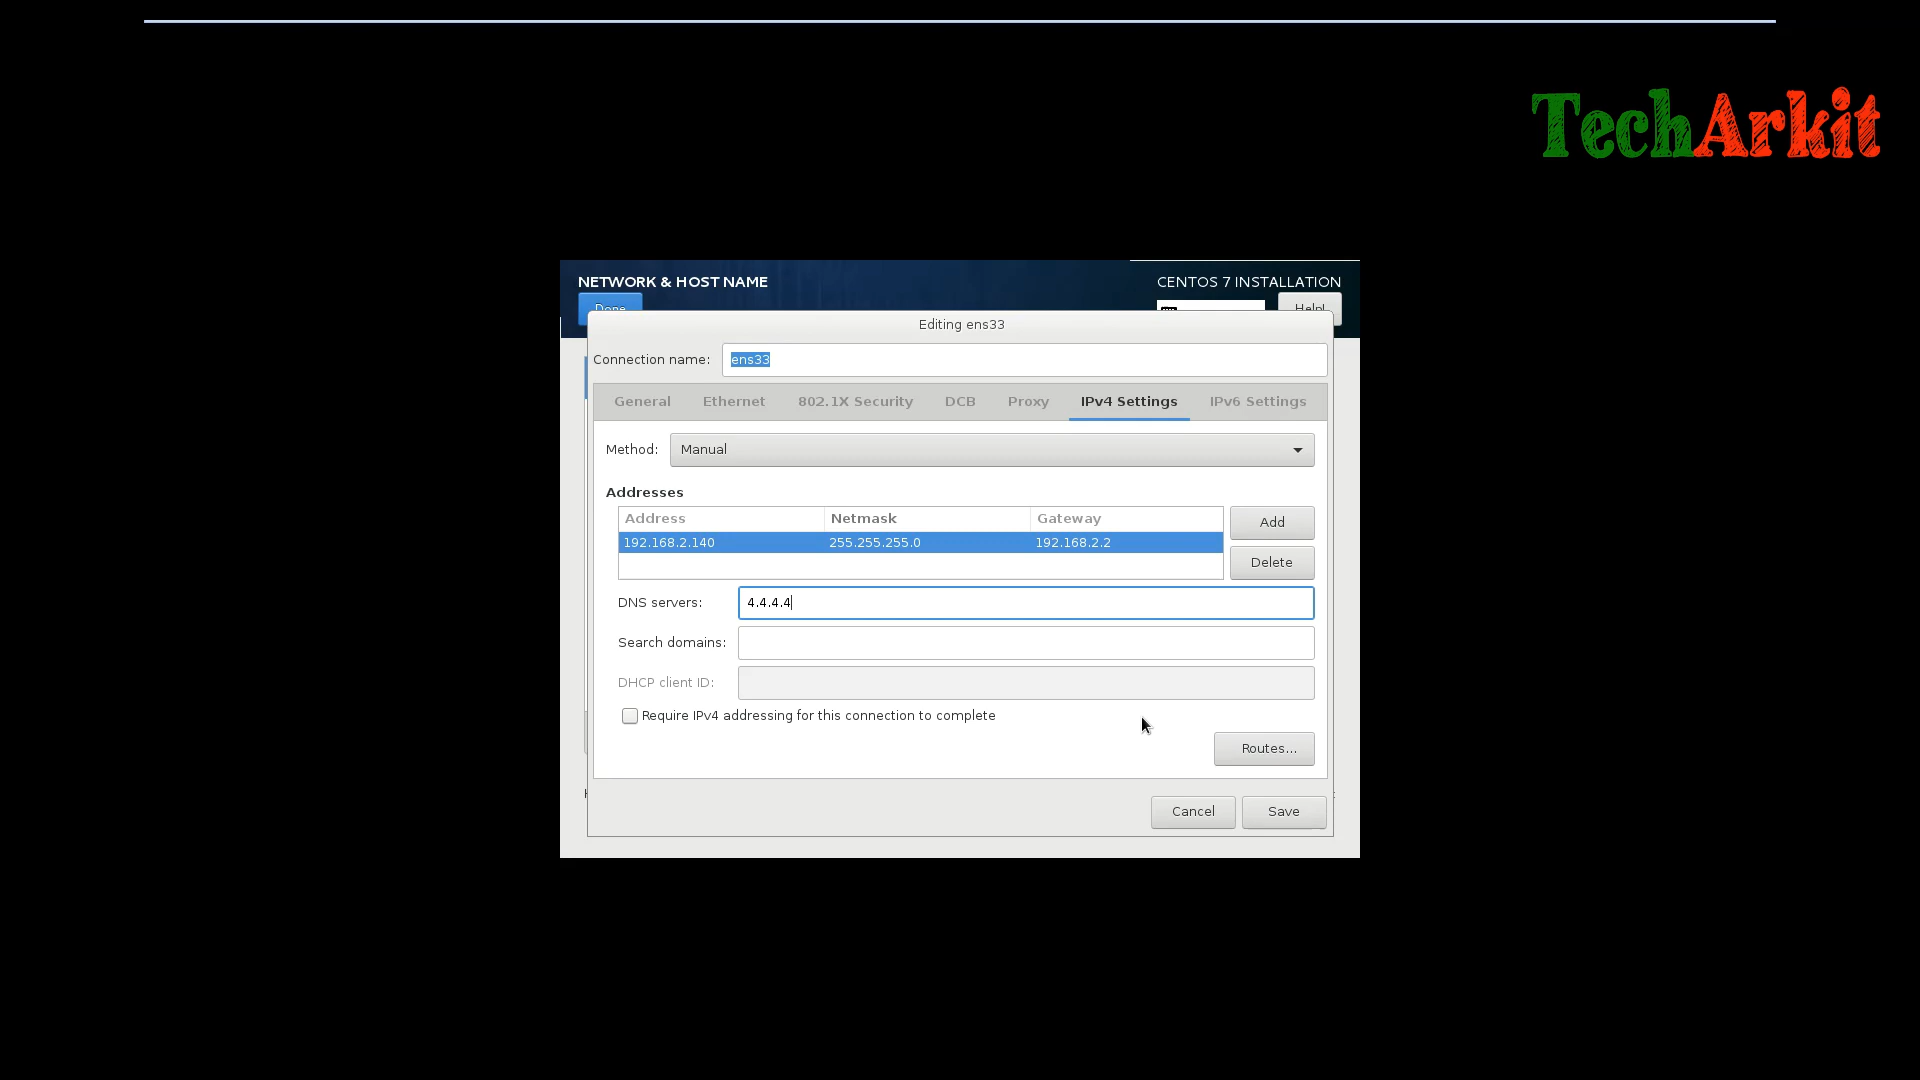 TechArkit
NETWORK & HOST NAME
CENTOS 7 INSTALLATION
Done
Help!
Editing ens33
Connection name: ens33
General Ethernet 802.1X Security DCB Proxy IPv4 Settings IPv6 Settings
Method: Manual
Addresses
Address Netmask Gateway
192.168.2.140 255.255.255.0 192.168.2.2
Add
Delete
DNS servers: 4.4.4.4
Search domains:
DHCP client ID:
Require IPv4 addressing for this connection to complete
Routes...
Cancel Save